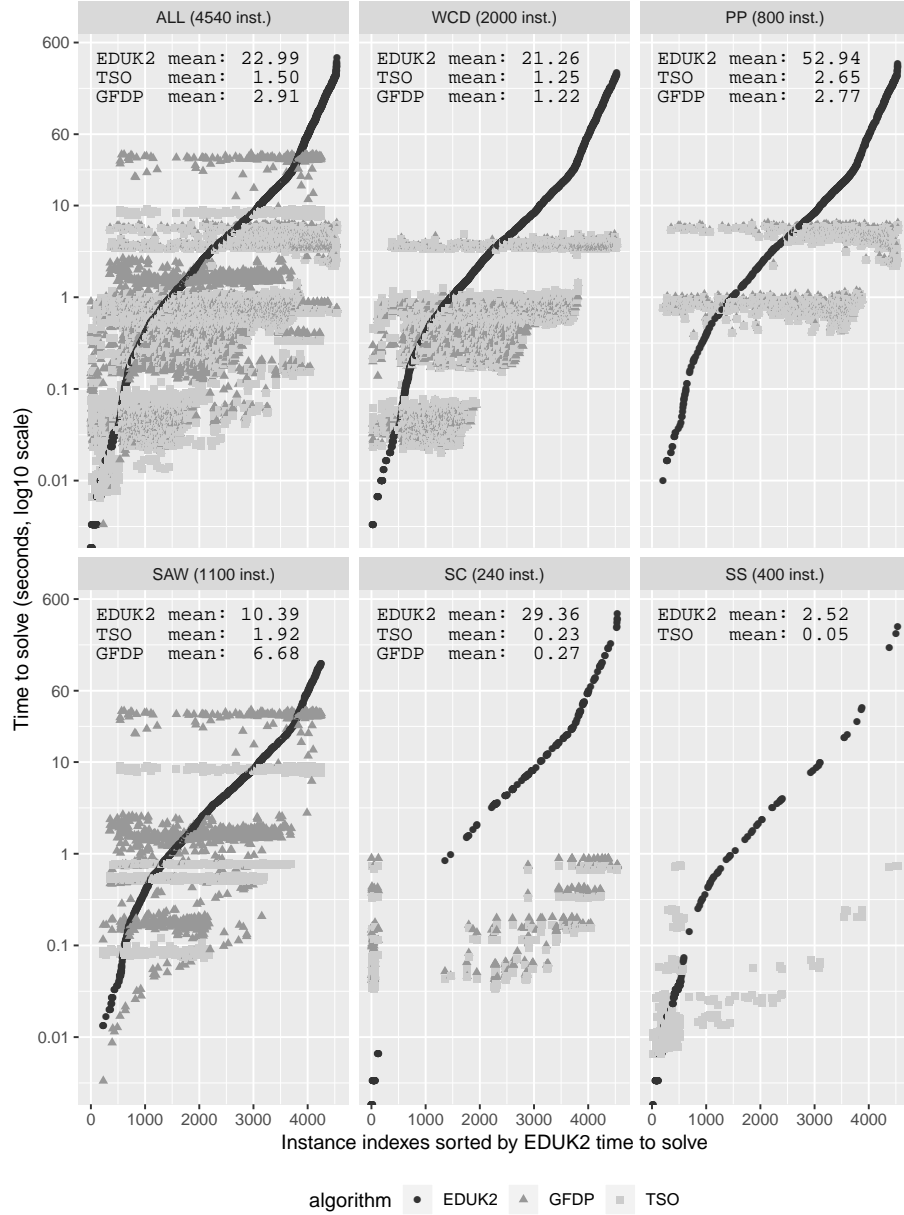 ALL (4540 inst.)
WCD (2000 inst.)
PP (800 inst.)
EDUK2 mean: 22.99
TSO mean: 1.50
GFDP mean: 2.91
EDUK2 mean: 21.26
TSO mean: 1.25
GFDP mean: 1.22
EDUK2 mean: 52.94
TSO mean: 2.65
GFDP mean: 2.77
600
60
10
1
0.1
0.01
Time to solve (seconds, log10 scale)
SAW (1100 inst.)
SC (240 inst.)
SS (400 inst.)
EDUK2 mean: 10.39
TSO mean: 1.92
GFDP mean: 6.68
EDUK2 mean: 29.36
TSO mean: 0.23
GFDP mean: 0.27
EDUK2 mean: 2.52
TSO mean: 0.05
600
60
10
1
0.1
0.01
0 1000 2000 3000 4000
0 1000 2000 3000 4000
0 1000 2000 3000 4000
Instance indexes sorted by EDUK2 time to solve
algorithm EDUK2 GFDP TSO